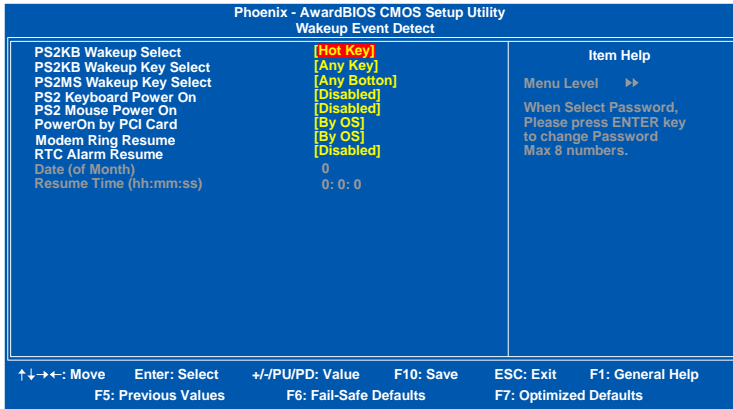 Phoenix - AwardBIOS CMOS Setup Utility
Wakeup Event Detect
PS2KB Wakeup Select [Hot Key]
PS2KB Wakeup Key Select [Any Key]
PS2MS Wakeup Key Select [Any Botton]
PS2 Keyboard Power On [Disabled]
PS2 Mouse Power On [Disabled]
PowerOn by PCI Card [By OS]
Modem Ring Resume [By OS]
RTC Alarm Resume [Disabled]
Date (of Month) 0
Resume Time (hh:mm:ss) 0: 0: 0
Item Help
Menu Level ▶▶
When Select Password,
Please press ENTER key
to change Password
Max 8 numbers.
↑↓→←: Move Enter: Select +/-/PU/PD: Value F10: Save ESC: Exit F1: General Help
F5: Previous Values F6: Fail-Safe Defaults F7: Optimized Defaults